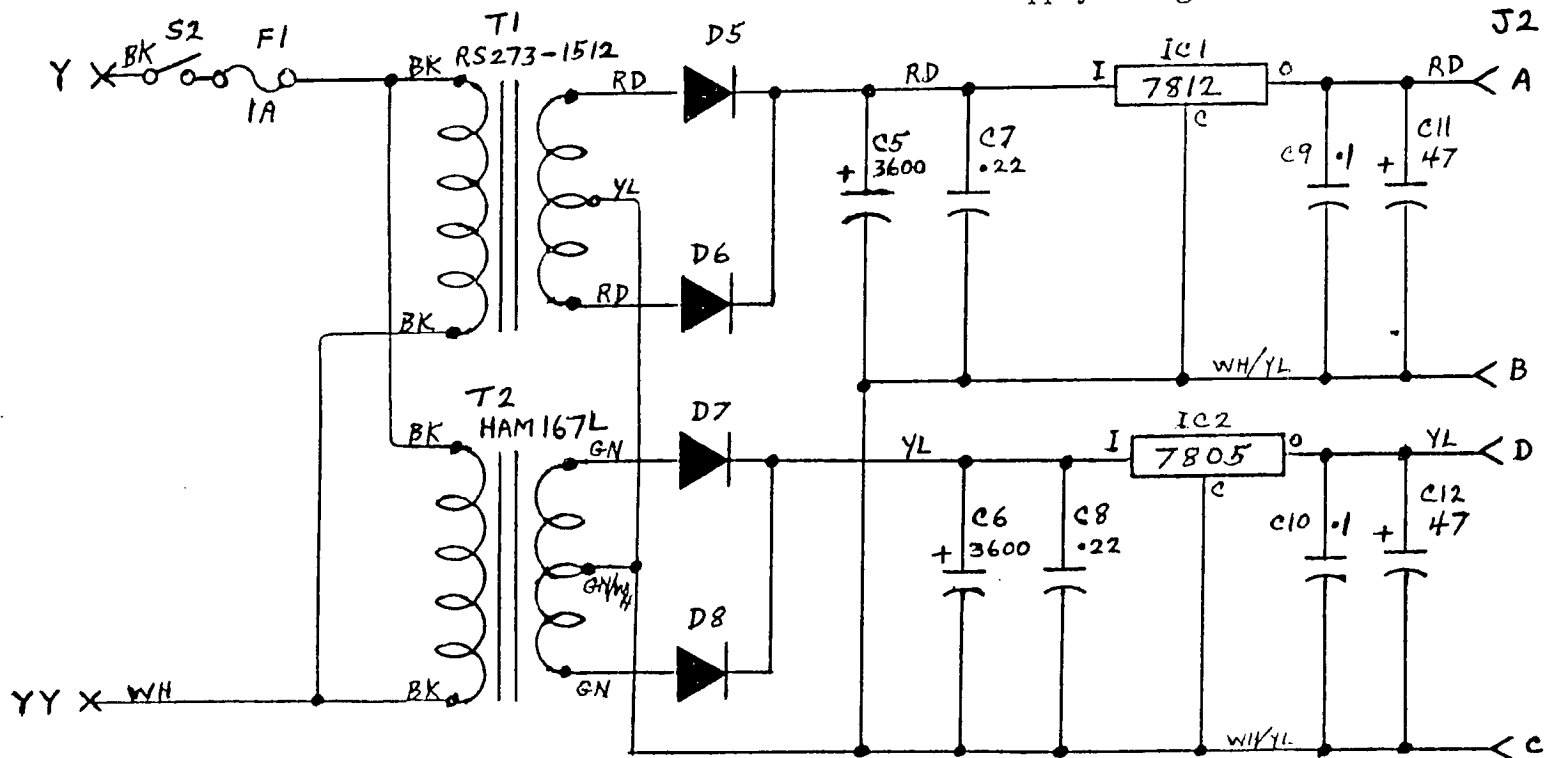 J2
S2
F1
T1
RS273-1512
D5
IC1
Y
BK
1A
BK
RD
RD
I
7812
O
RD
A
C
C5
+ 3600
C7
.22
C9 .1
C11
+ 47
YL
D6
RD
BK
WH/YL
B
T2
HAM 167L
D7
IC2
BK
GN
YL
I
7805
O
YL
D
C
C6
+ 3600
C8
.22
C10 .1
C12
+ 47
GN/WH
D8
GN
YY
WH
BK
WH/YL
C